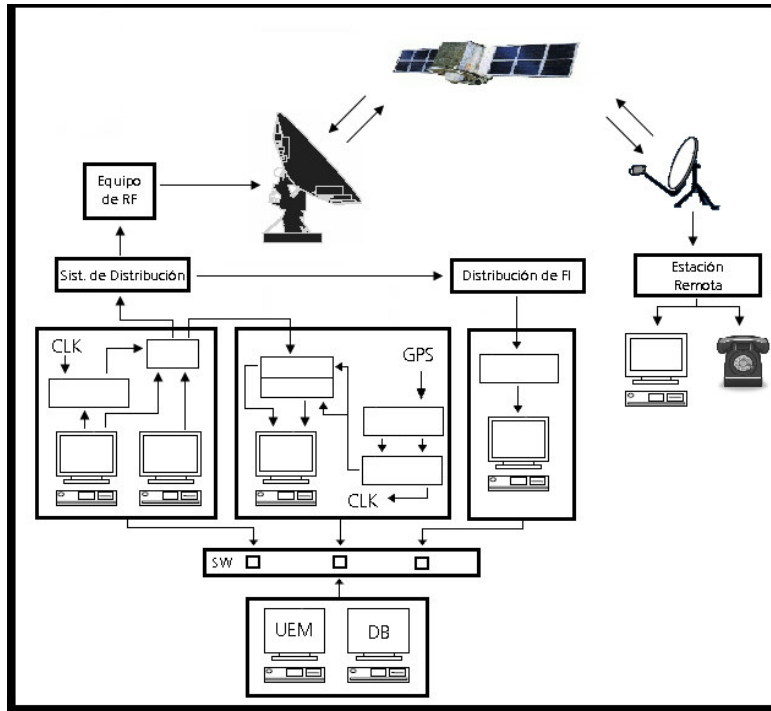 Equipo
de RF
Sist. de Distribución
Distribución de FI
Estación
Remota
CLK
GPS
CLK
SW
UEM
DB